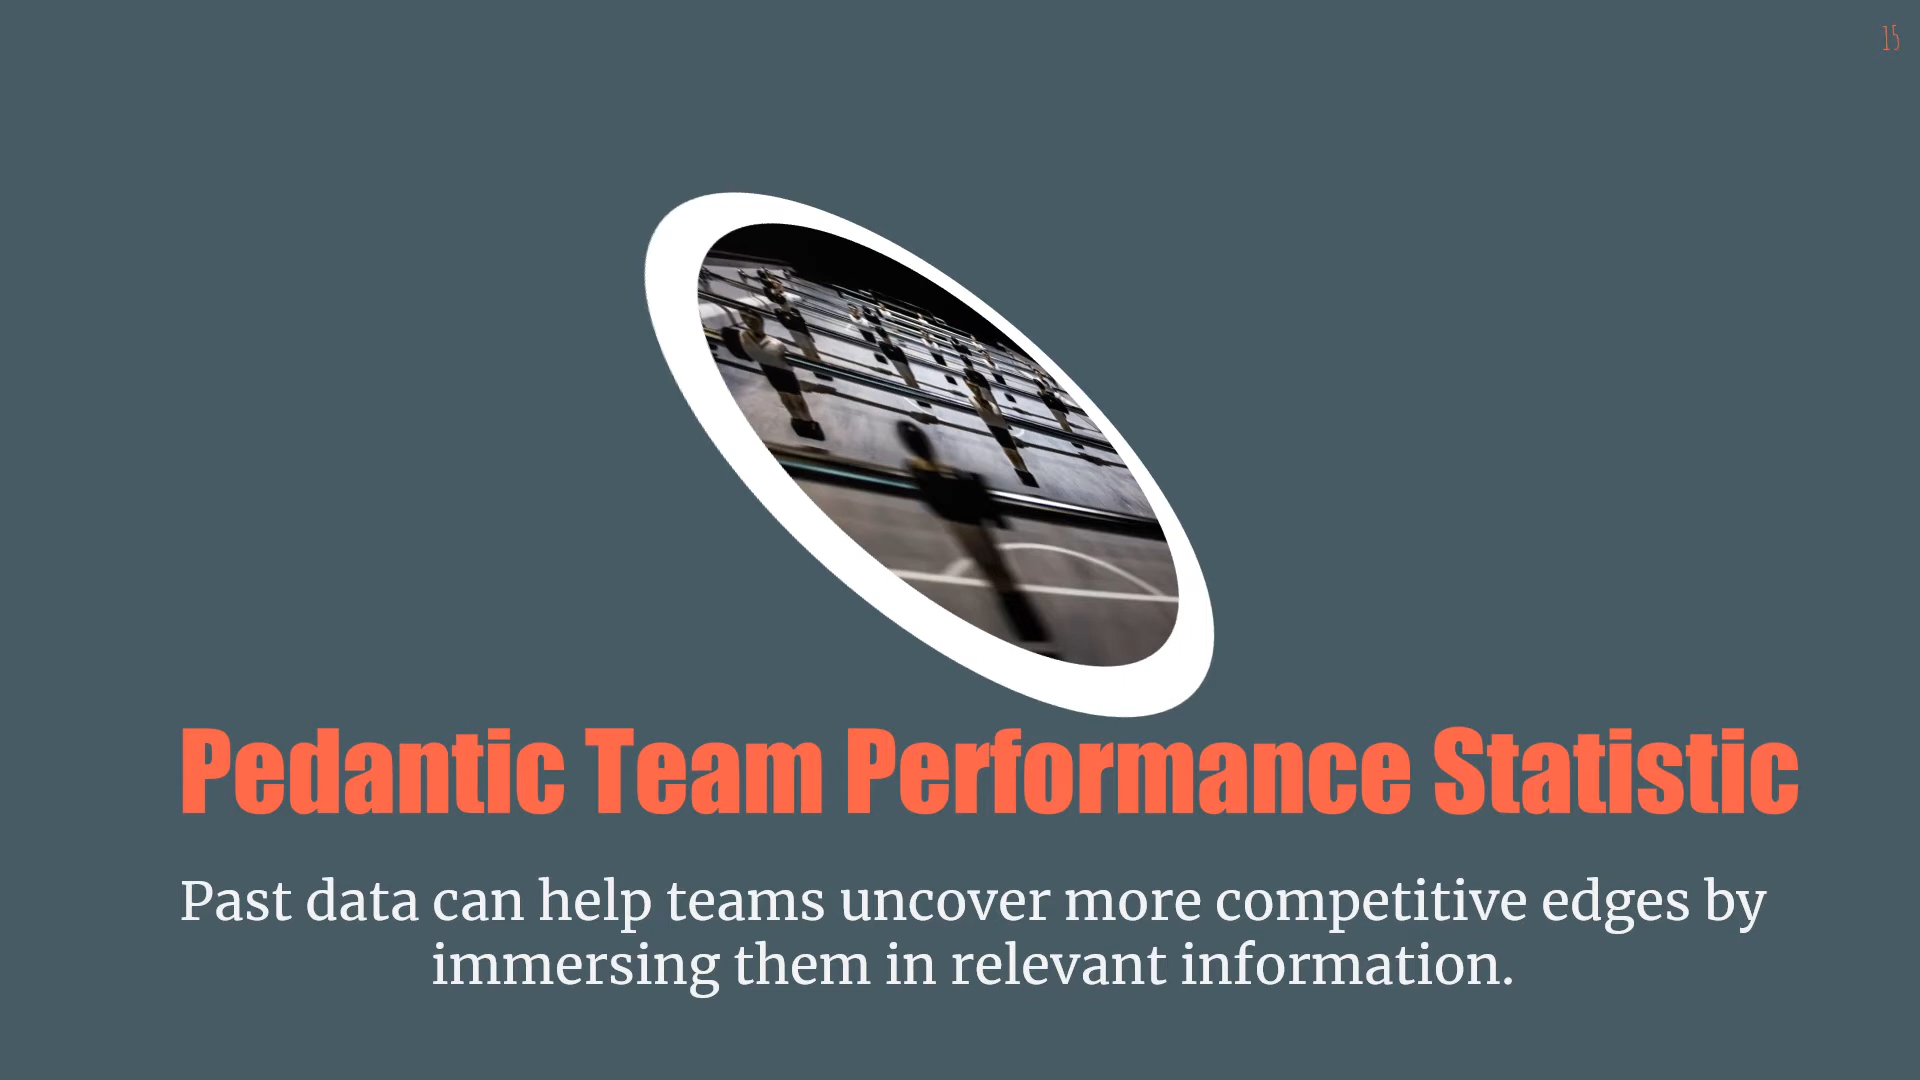 15
Pedantic Team Performance Statistic
Past data can help teams uncover more competitive edges by
immersing them in relevant information.